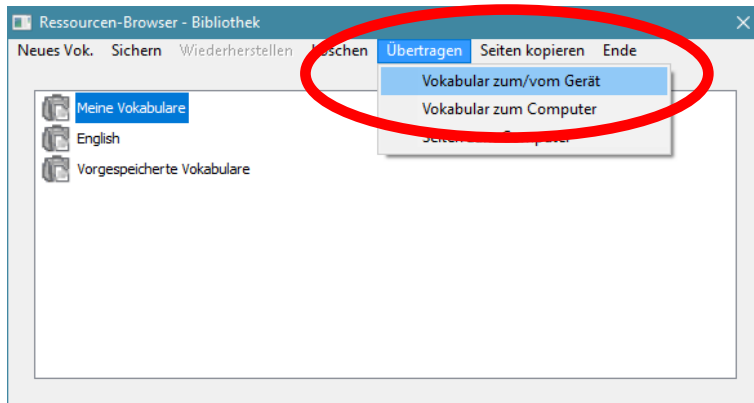 Ressourcen-Browser - Bibliothek
Neues Vok. Sichern Wiederherstellen Löschen Übertragen Seiten kopieren Ende
Vokabular zum/vom Gerät
Vokabular zum Computer
Meine Vokabulare
English
Vorgespeicherte Vokabulare